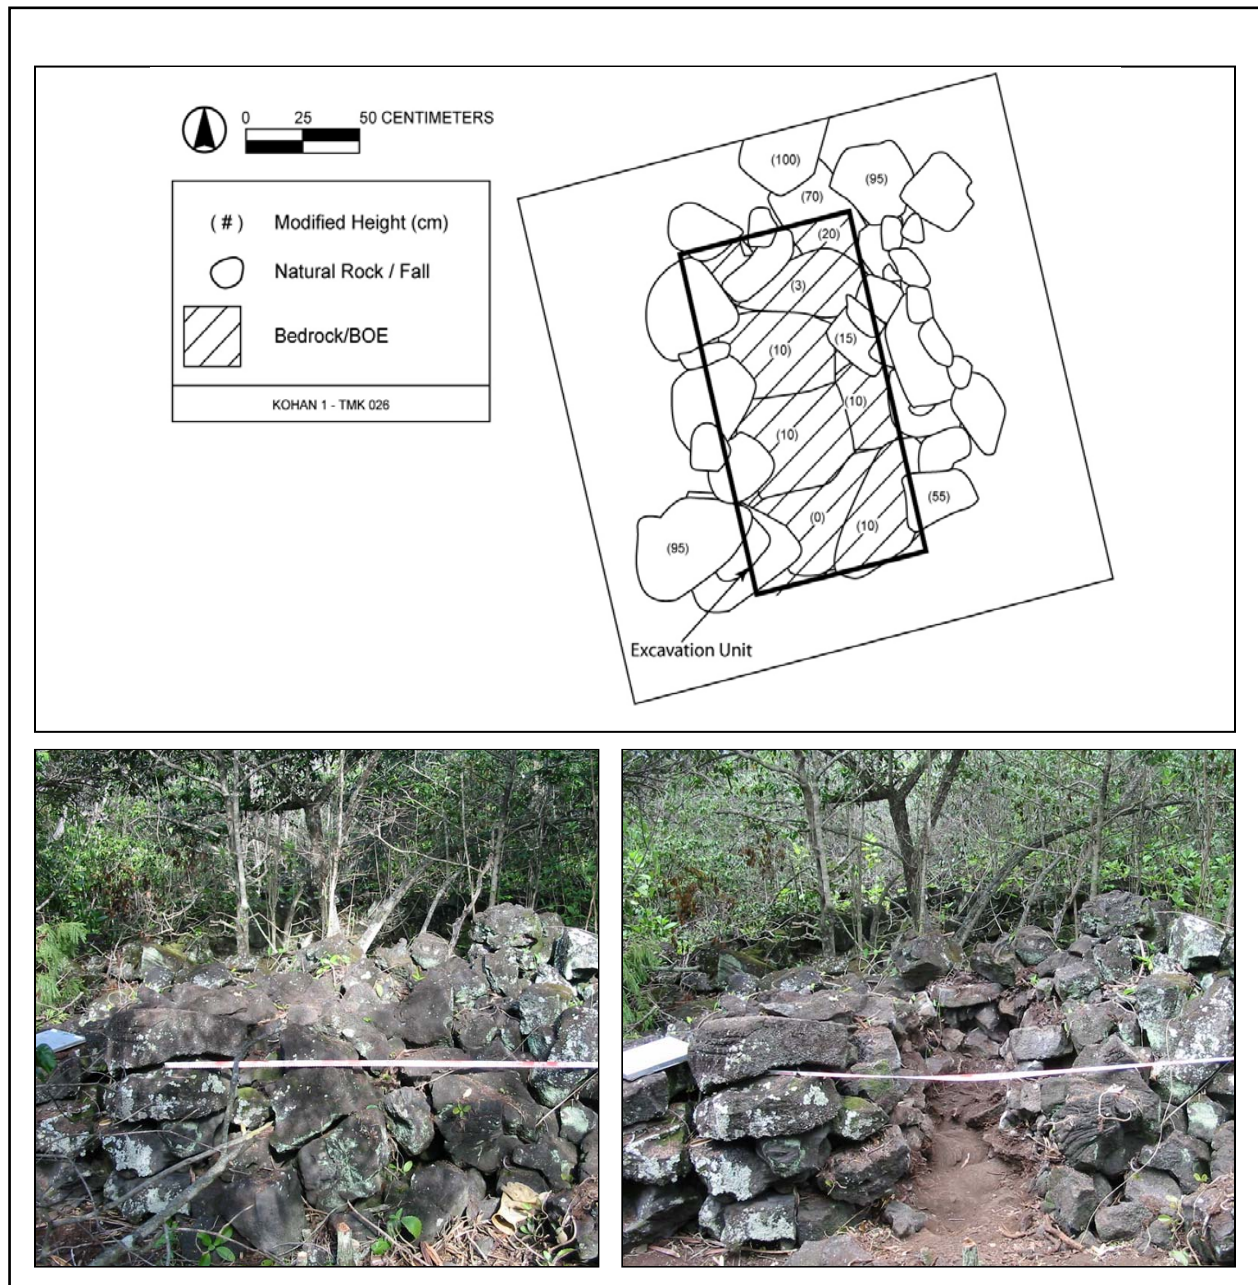 0 25 50 CENTIMETERS
( # ) Modified Height (cm)
Natural Rock / Fall
Bedrock/BOE
KOHAN 1 - TMK 026
(100)
(95)
(70)
(20)
(3)
(15)
(10)
(10)
(10)
(55)
(0)
(10)
(95)
Excavation Unit